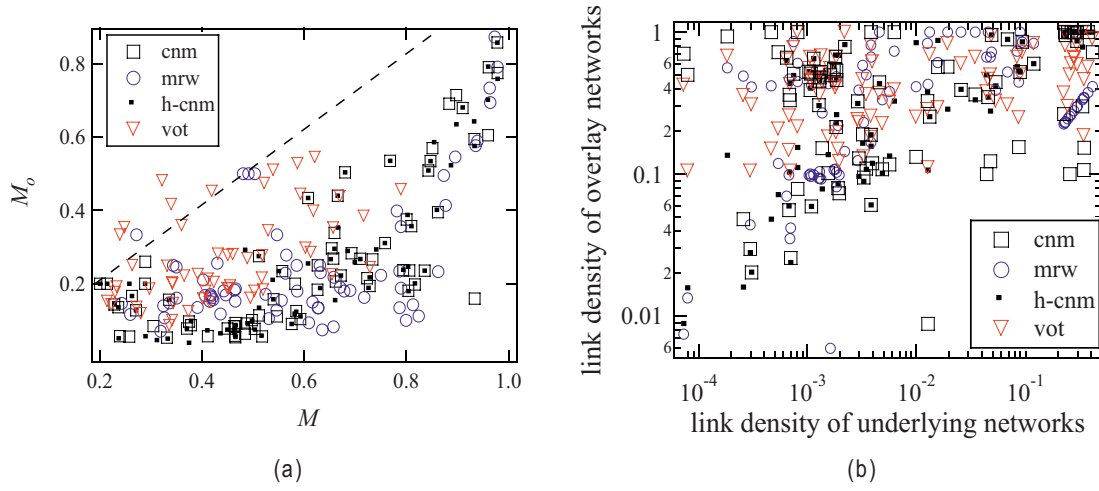 cnm
mrw
h-cnm
vot
0.8
0.6
0.4
0.2
M_o
0.2 0.4 0.6 0.8 1.0
M
(a)
1
6
4
2
0.1
6
4
2
0.01
6
link density of overlay networks
cnm
mrw
h-cnm
vot
10^-4 10^-3 10^-2 10^-1
link density of underlying networks
(b)